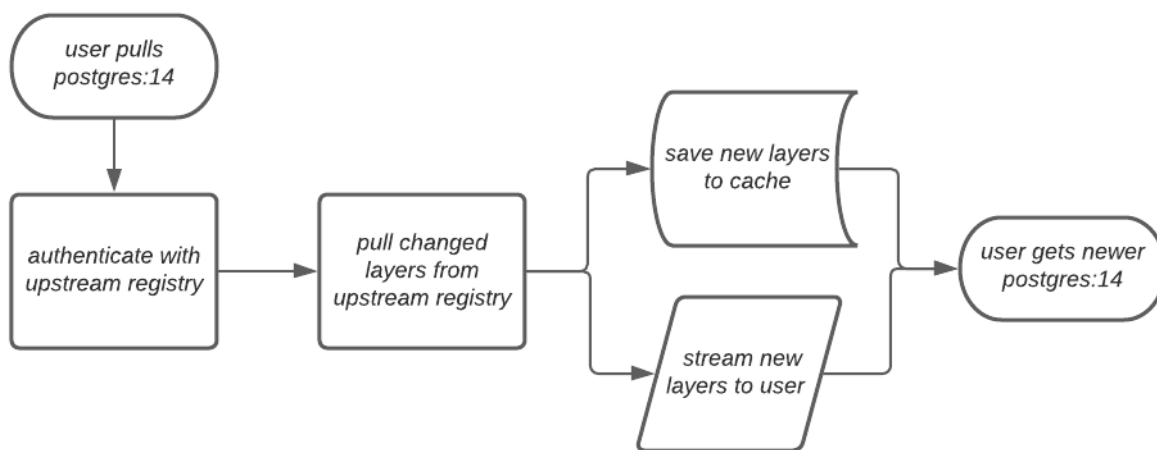 user pulls
postgres:14
authenticate with
upstream registry
pull changed
layers from
upstream registry
save new layers
to cache
stream new
layers to user
user gets newer
postgres:14